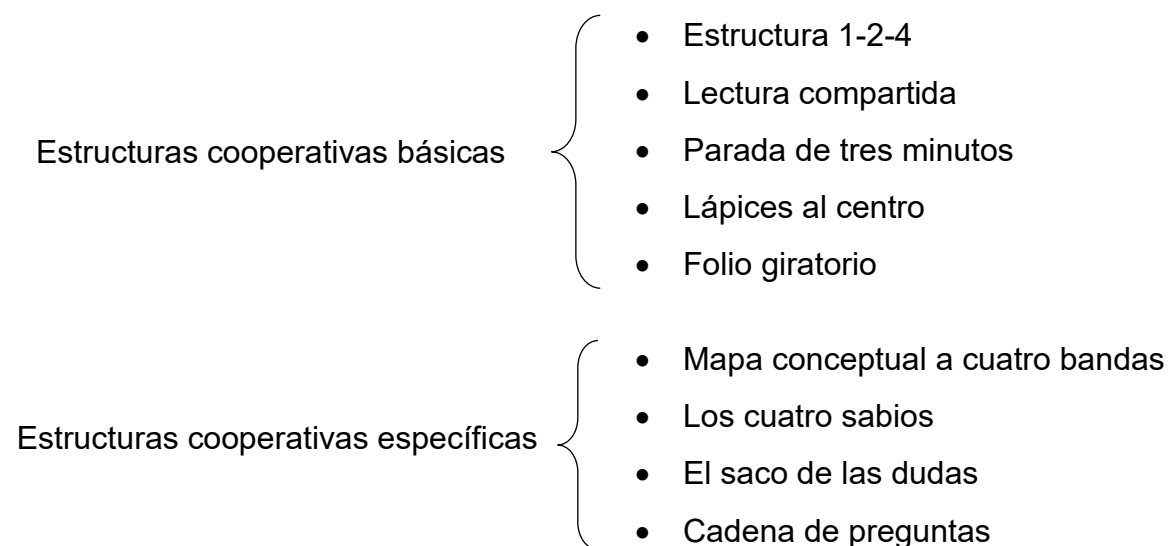 Estructuras cooperativas básicas
• Estructura 1-2-4
• Lectura compartida
• Parada de tres minutos
• Lápices al centro
• Folio giratorio
Estructuras cooperativas específicas
• Mapa conceptual a cuatro bandas
• Los cuatro sabios
• El saco de las dudas
• Cadena de preguntas